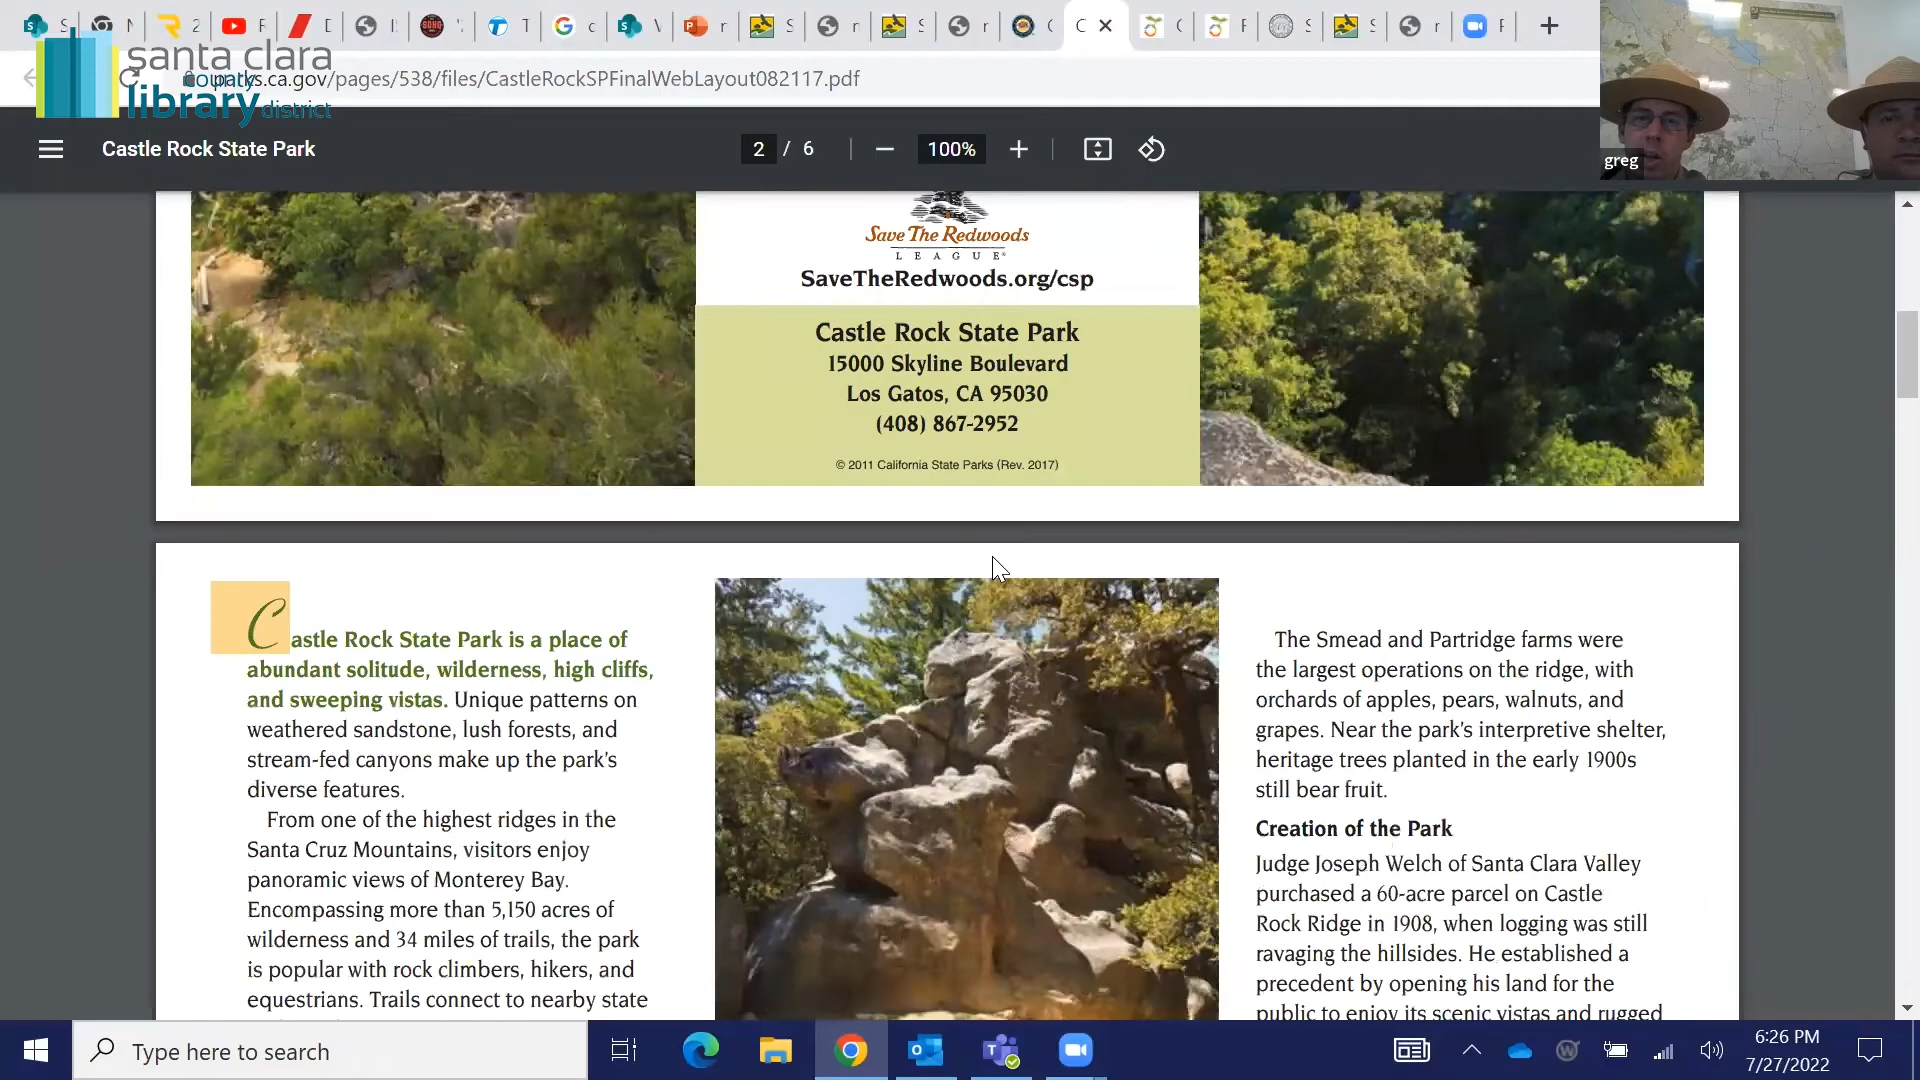 santa clara
county
library district
parks.ca.gov/pages/538/files/CastleRockSPFinalWebLayout082117.pdf
greg
Castle Rock State Park
2 / 6
100%
Save The Redwoods
LEAGUE
SaveTheRedwoods.org/csp
Castle Rock State Park
15000 Skyline Boulevard
Los Gatos, CA 95030
(408) 867-2952
© 2011 California State Parks (Rev. 2017)
Castle Rock State Park is a place of
abundant solitude, wilderness, high cliffs,
and sweeping vistas. Unique patterns on
weathered sandstone, lush forests, and
stream-fed canyons make up the park's
diverse features.
From one of the highest ridges in the
Santa Cruz Mountains, visitors enjoy
panoramic views of Monterey Bay.
Encompassing more than 5,150 acres of
wilderness and 34 miles of trails, the park
is popular with rock climbers, hikers, and
equestrians. Trails connect to nearby state
The Smead and Partridge farms were
the largest operations on the ridge, with
orchards of apples, pears, walnuts, and
grapes. Near the park's interpretive shelter,
heritage trees planted in the early 1900s
still bear fruit.
Creation of the Park
Judge Joseph Welch of Santa Clara Valley
purchased a 60-acre parcel on Castle
Rock Ridge in 1908, when logging was still
ravaging the hillsides. He established a
precedent by opening his land for the
public to enjoy its scenic vistas and rugged
Type here to search
6:26 PM
7/27/2022